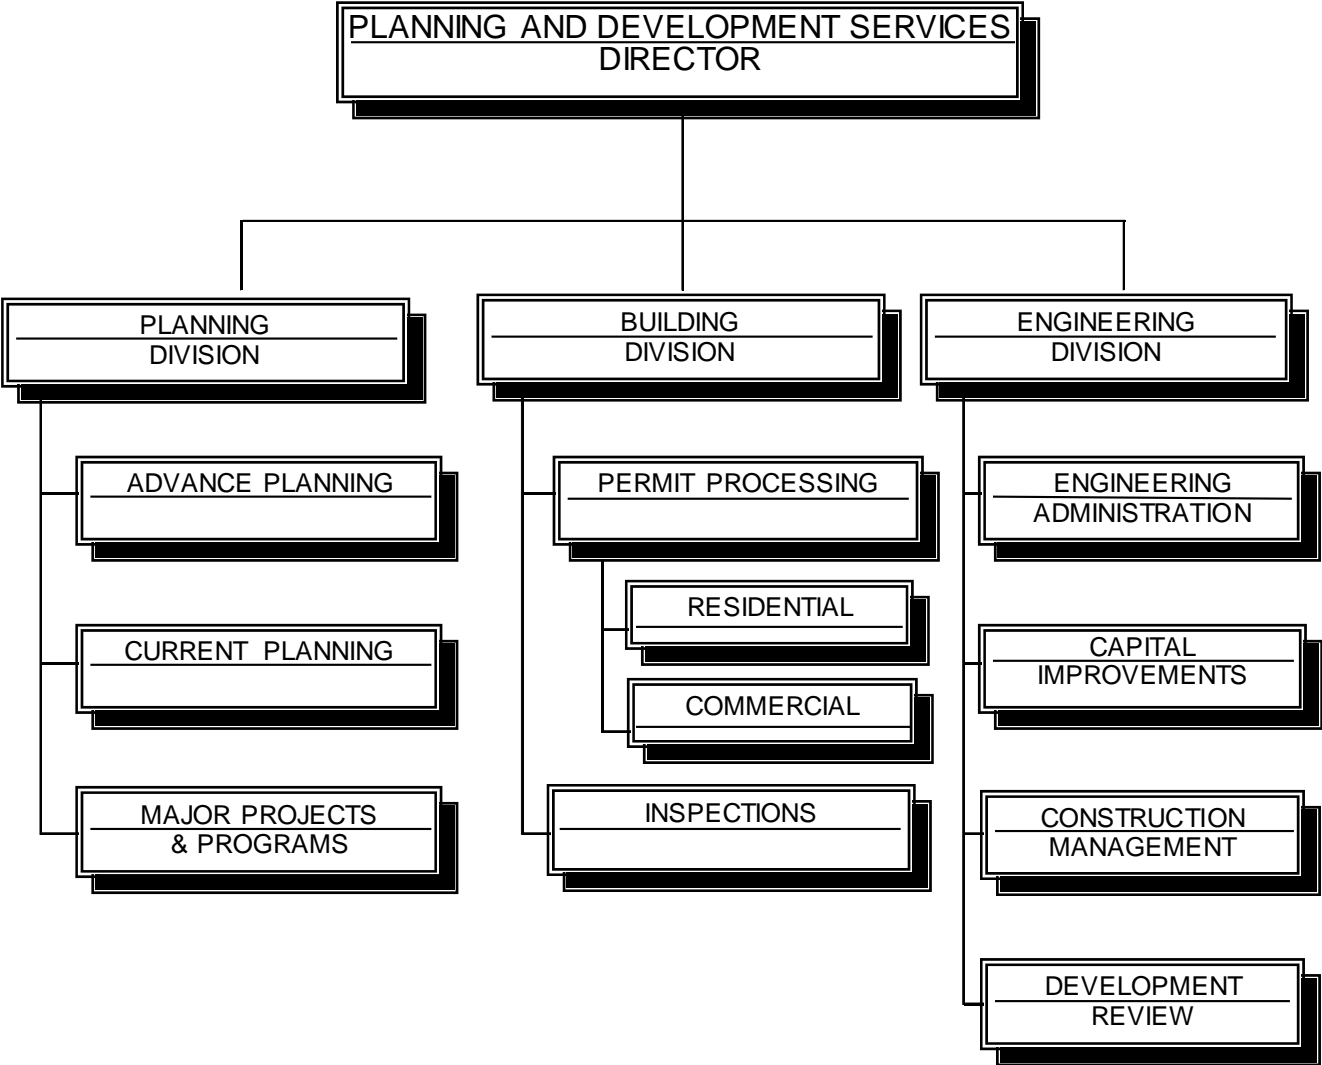 PLANNING AND DEVELOPMENT SERVICES
DIRECTOR
PLANNING
DIVISION
ADVANCE PLANNING
CURRENT PLANNING
MAJOR PROJECTS
& PROGRAMS
BUILDING
DIVISION
PERMIT PROCESSING
RESIDENTIAL
COMMERCIAL
INSPECTIONS
ENGINEERING
DIVISION
ENGINEERING
ADMINISTRATION
CAPITAL
IMPROVEMENTS
CONSTRUCTION
MANAGEMENT
DEVELOPMENT
REVIEW